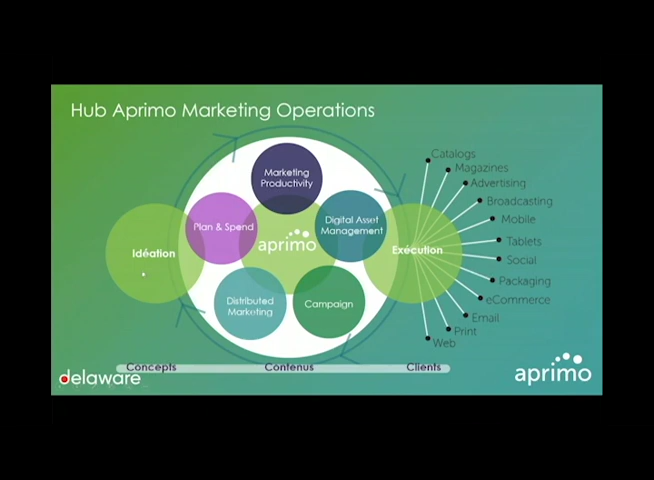 Hub Aprimo Marketing Operations
Marketing
Productivity
Plan & Spend
Digital Asset
Management
aprimo
Idéation
Exécution
Distributed
Marketing
Campaign
Catalogs
Magazines
Advertising
Broadcasting
Mobile
Tablets
Social
Packaging
eCommerce
Email
Print
Web
Concepts
Contenus
Clients
delaware
aprimo